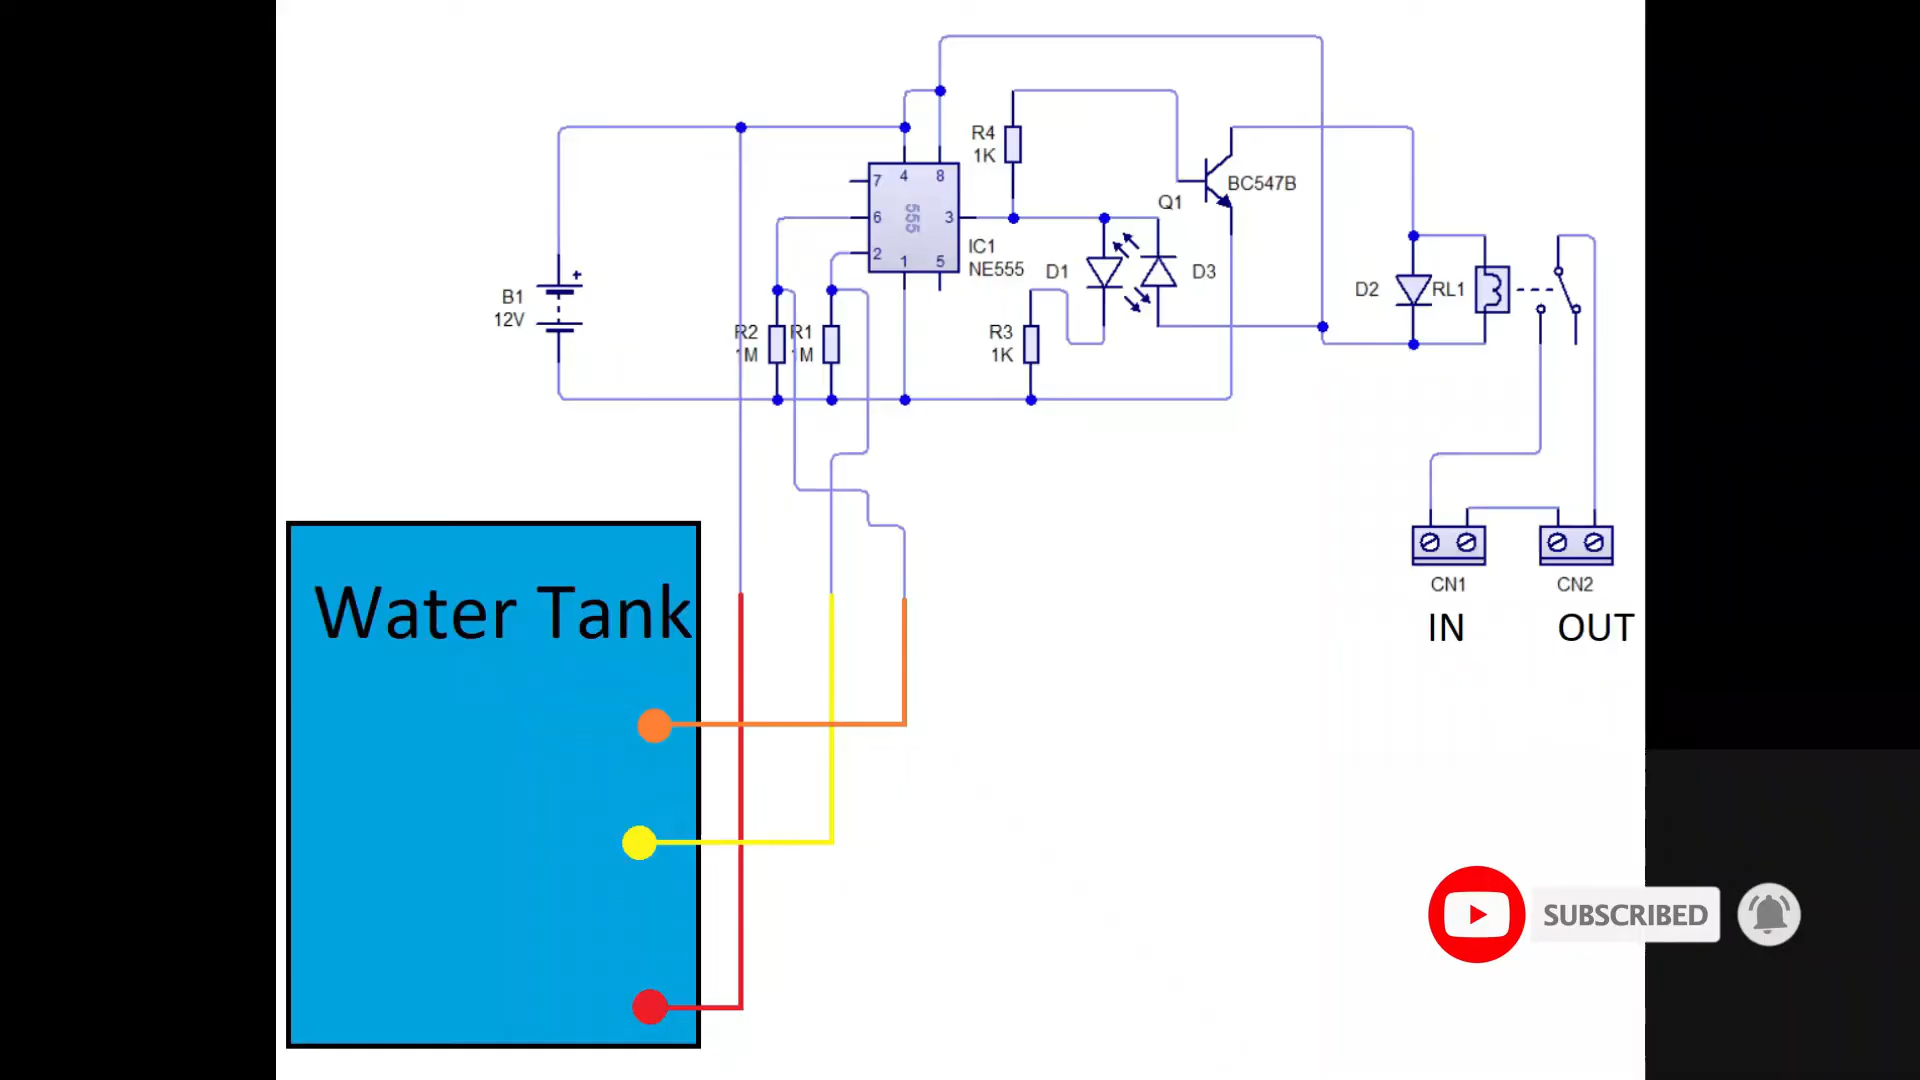 R4
1K
7
4
8
BC547B
Q1
6
555
3
2
1
5
IC1
NE555
D1
D3
D2
RL1
+
B1
12V
R2
1M
R1
1M
R3
1K
CN1
CN2
IN
OUT
Water Tank
SUBSCRIBED